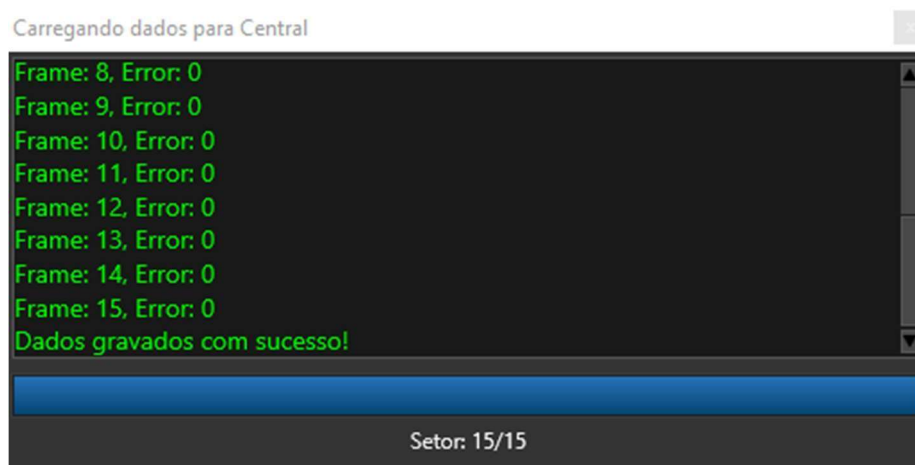 Carregando dados para Central
Frame: 8, Error: 0
Frame: 9, Error: 0
Frame: 10, Error: 0
Frame: 11, Error: 0
Frame: 12, Error: 0
Frame: 13, Error: 0
Frame: 14, Error: 0
Frame: 15, Error: 0
Dados gravados com sucesso!
Setor: 15/15